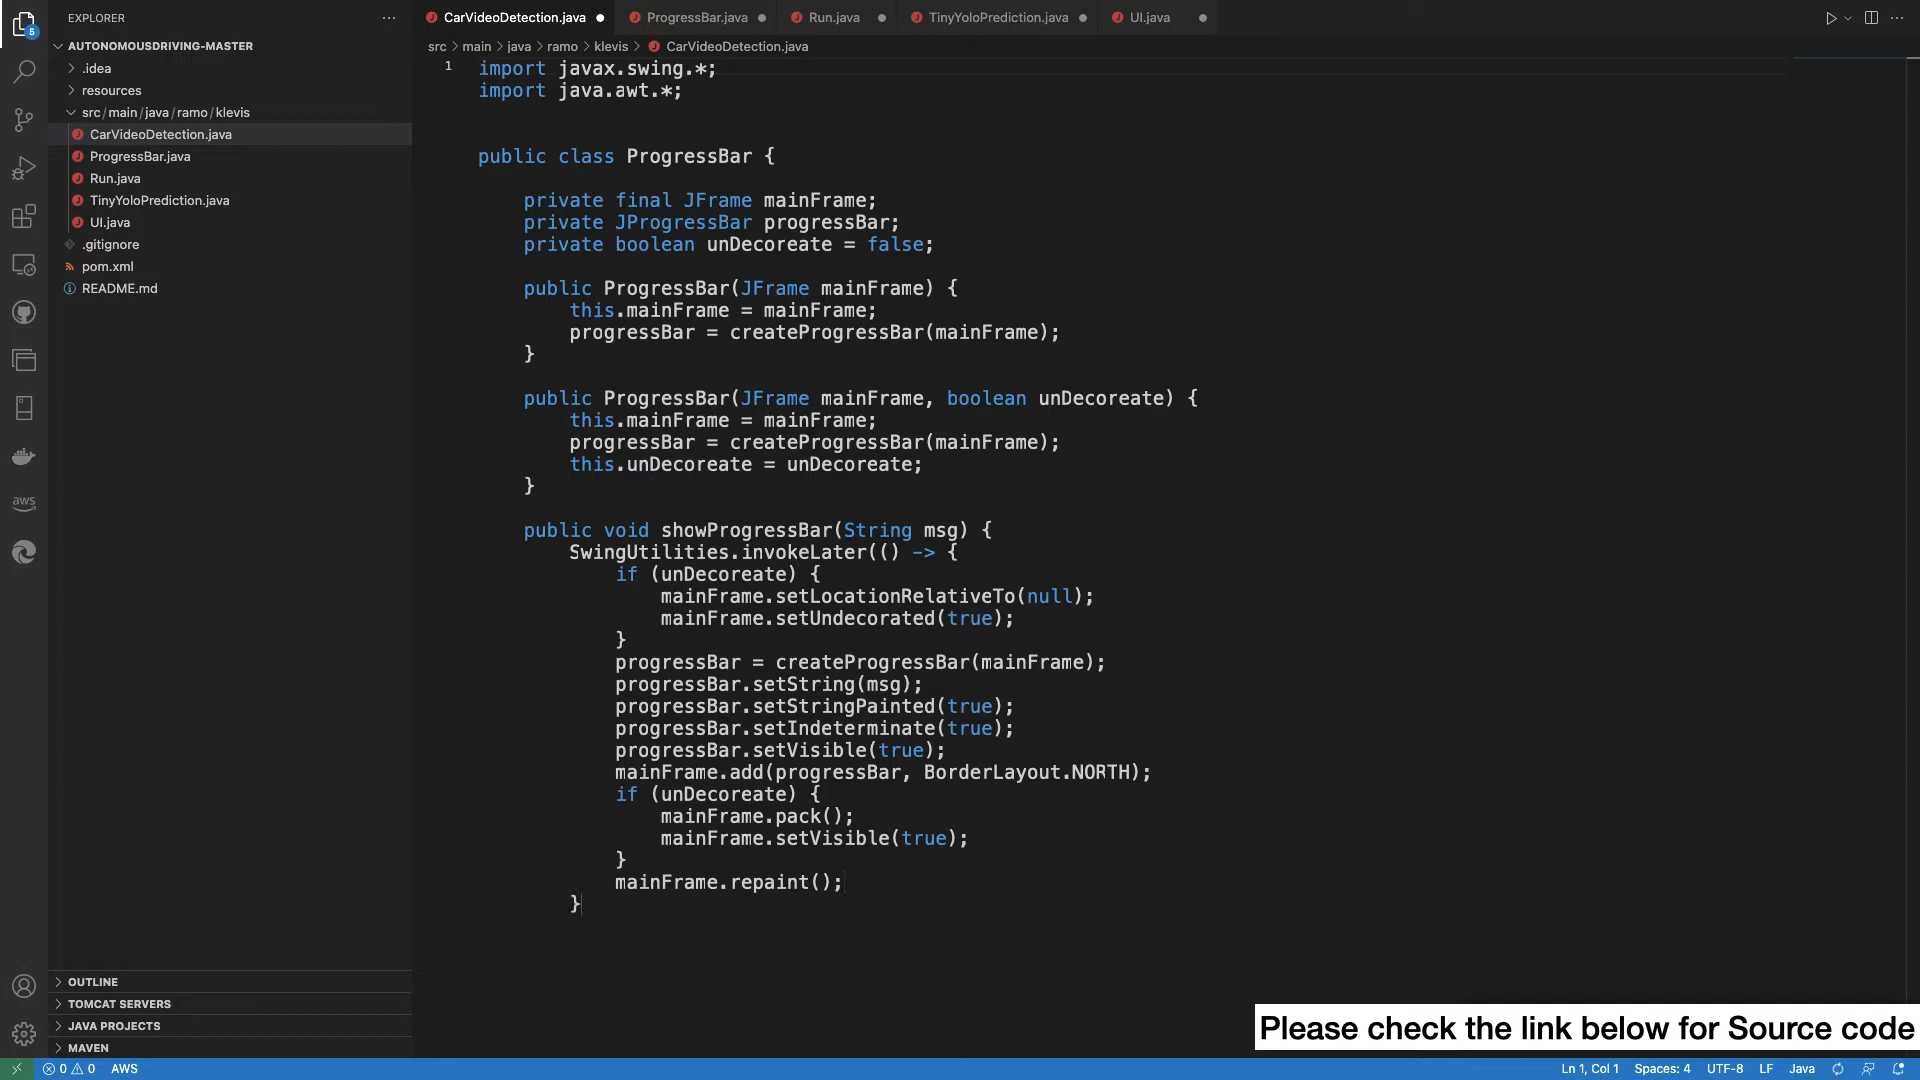 EXPLORER
5
AUTONOMOUSDRIVING-MASTER
.idea
resources
src/main/java/ramo/klevis
CarVideoDetection.java
ProgressBar.java
Run.java
TinyYoloPrediction.java
UI.java
.gitignore
pom.xml
README.md
aws
OUTLINE
TOMCAT SERVERS
JAVA PROJECTS
MAVEN
CarVideoDetection.java ProgressBar.java Run.java TinyYoloPrediction.java UI.java
src > main > java > ramo > klevis > CarVideoDetection.java
1 import javax.swing.*;
import java.awt.*;
public class ProgressBar {
private final JFrame mainFrame;
private JProgressBar progressBar;
private boolean unDecoreate = false;
public ProgressBar(JFrame mainFrame) {
this.mainFrame = mainFrame;
progressBar = createProgressBar(mainFrame);
}
public ProgressBar(JFrame mainFrame, boolean unDecoreate) {
this.mainFrame = mainFrame;
progressBar = createProgressBar(mainFrame);
this.unDecoreate = unDecoreate;
}
public void showProgressBar(String msg) {
SwingUtilities.invokeLater(() -> {
if (unDecoreate) {
mainFrame.setLocationRelativeTo(null);
mainFrame.setUndecorated(true);
}
progressBar = createProgressBar(mainFrame);
progressBar.setString(msg);
progressBar.setStringPainted(true);
progressBar.setIndeterminate(true);
progressBar.setVisible(true);
mainFrame.add(progressBar, BorderLayout.NORTH);
if (unDecoreate) {
mainFrame.pack();
mainFrame.setVisible(true);
}
mainFrame.repaint();
}
Please check the link below for Source code
0 0 AWS Ln 1, Col 1 Spaces: 4 UTF-8 LF Java